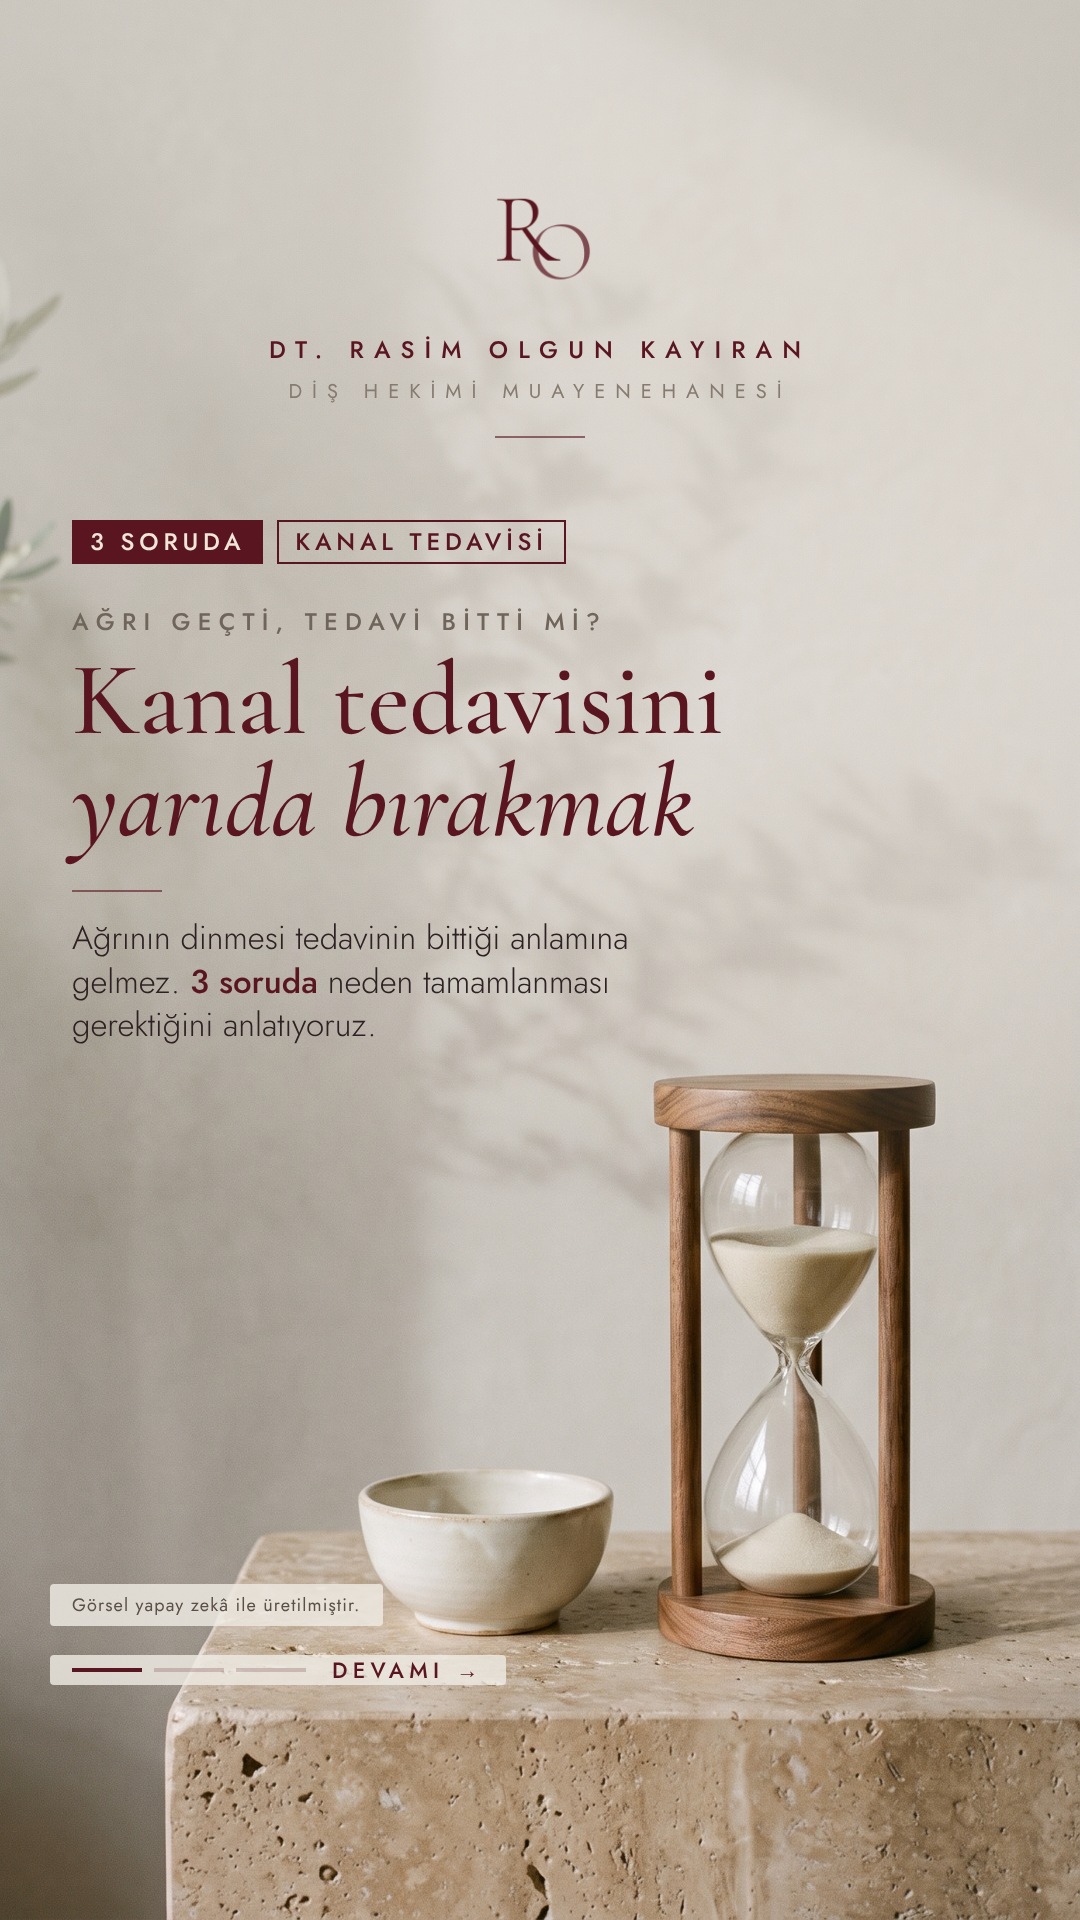 RO
DT. RASİM OLGUN KAYIRAN
DİŞ HEKİMİ MUAYENEHANESİ
3 SORUDA
KANAL TEDAVİSİ
AĞRI GEÇTİ, TEDAVİ BİTTİ Mİ?
Kanal tedavisini
yarıda bırakmak
Ağrının dinmesi tedavinin bittiği anlamına
gelmez. 3 soruda neden tamamlanması
gerektiğini anlatıyoruz.
Görsel yapay zekâ ile üretilmiştir.
DEVAMI →